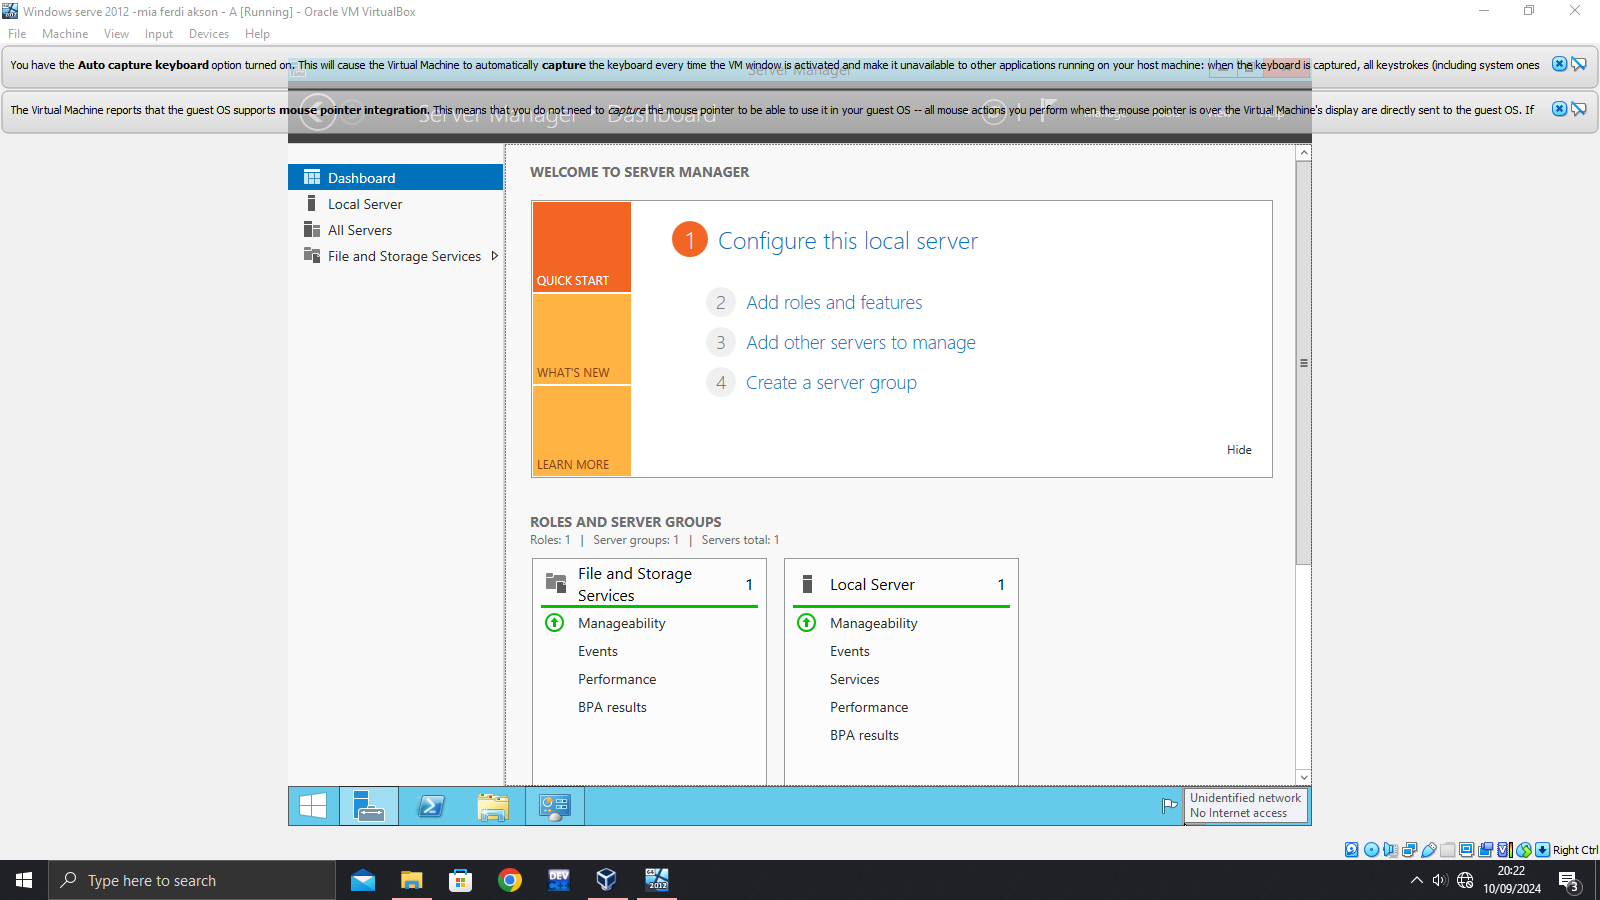 Windows serve 2012 -mia ferdi akson - A [Running] - Oracle VM VirtualBox
File Machine View Input Devices Help
You have the Auto capture keyboard option turned on. This will cause the Virtual Machine to automatically capture the keyboard every time the VM window is activated and make it unavailable to other applications running on your host machine: when the keyboard is captured, all keystrokes (including system ones
Server Manager
The Virtual Machine reports that the guest OS supports mouse pointer integration. This means that you do not need to capture the mouse pointer to be able to use it in your guest OS -- all mouse actions you perform when the mouse pointer is over the Virtual Machine's display are directly sent to the guest OS. If
Server Manager Dashboard
Manage View Help
Dashboard
Local Server
All Servers
File and Storage Services
WELCOME TO SERVER MANAGER
QUICK START
WHAT'S NEW
LEARN MORE
1 Configure this local server
2 Add roles and features
3 Add other servers to manage
4 Create a server group
Hide
ROLES AND SERVER GROUPS
Roles: 1 | Server groups: 1 | Servers total: 1
File and Storage Services 1
Manageability
Events
Performance
BPA results
Local Server 1
Manageability
Events
Services
Performance
BPA results
Unidentified network
No Internet access
Right Ctrl
Type here to search
DEV
2012
20:22
10/09/2024
3